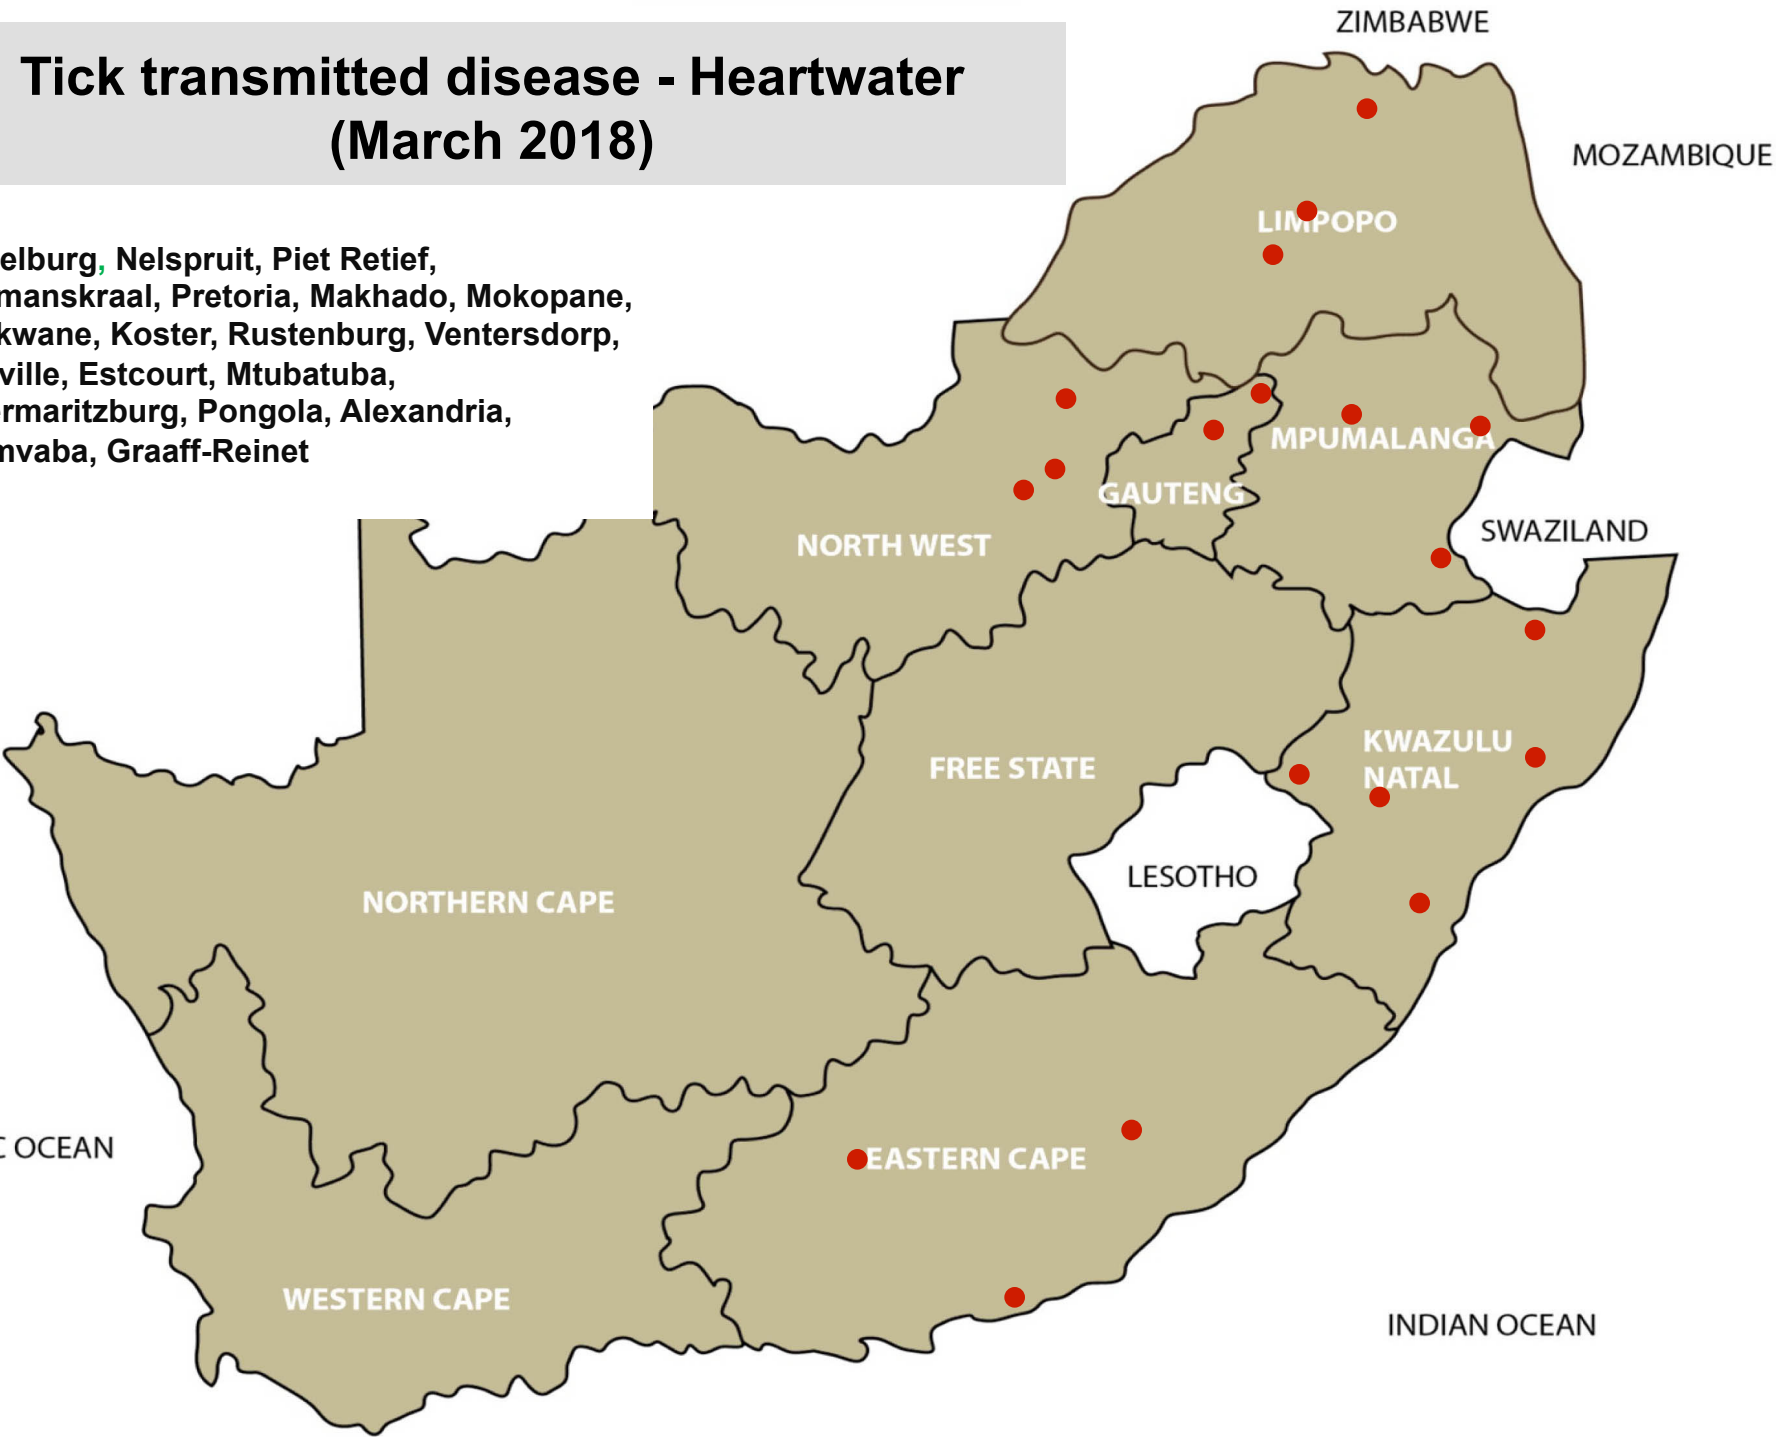 Tick transmitted disease - Heartwater
(March 2018)
elburg, Nelspruit, Piet Retief,
manskraal, Pretoria, Makhado, Mokopane,
kwane, Koster, Rustenburg, Ventersdorp,
ville, Estcourt, Mtubatuba,
ermaritzburg, Pongola, Alexandria,
mvaba, Graaff-Reinet
ZIMBABWE
MOZAMBIQUE
LIMPOPO
MPUMALANGA
GAUTENG
NORTH WEST
SWAZILAND
KWAZULU
NATAL
FREE STATE
LESOTHO
NORTHERN CAPE
C OCEAN
EASTERN CAPE
WESTERN CAPE
INDIAN OCEAN